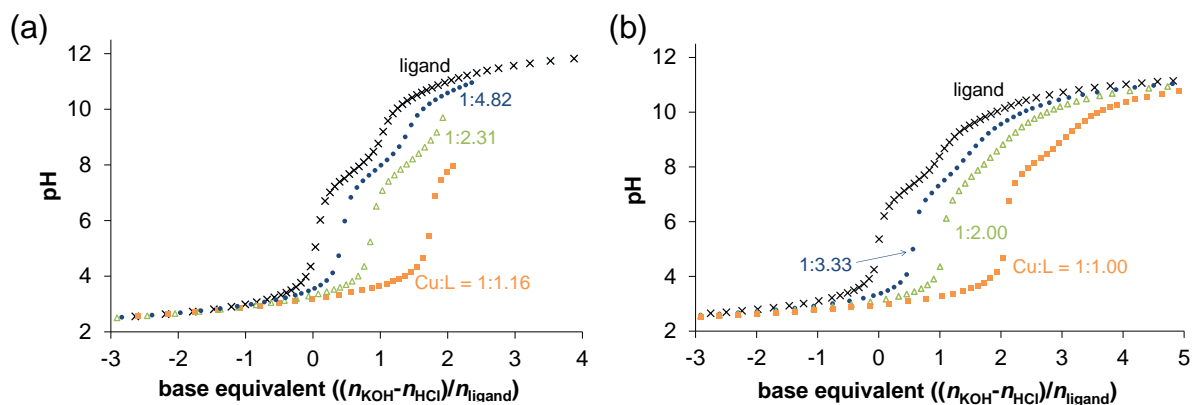 (a)
12
10
8
6
4
2
pH
ligand
1:4.82
1:2.31
Cu:L = 1:1.16
-3 -2 -1 0 1 2 3 4
base equivalent ((nKOH-nHCl)/nligand)
(b)
12
10
8
6
4
2
pH
ligand
1:3.33
1:2.00
Cu:L = 1:1.00
-3 -2 -1 0 1 2 3 4 5
base equivalent ((nKOH-nHCl)/nligand)